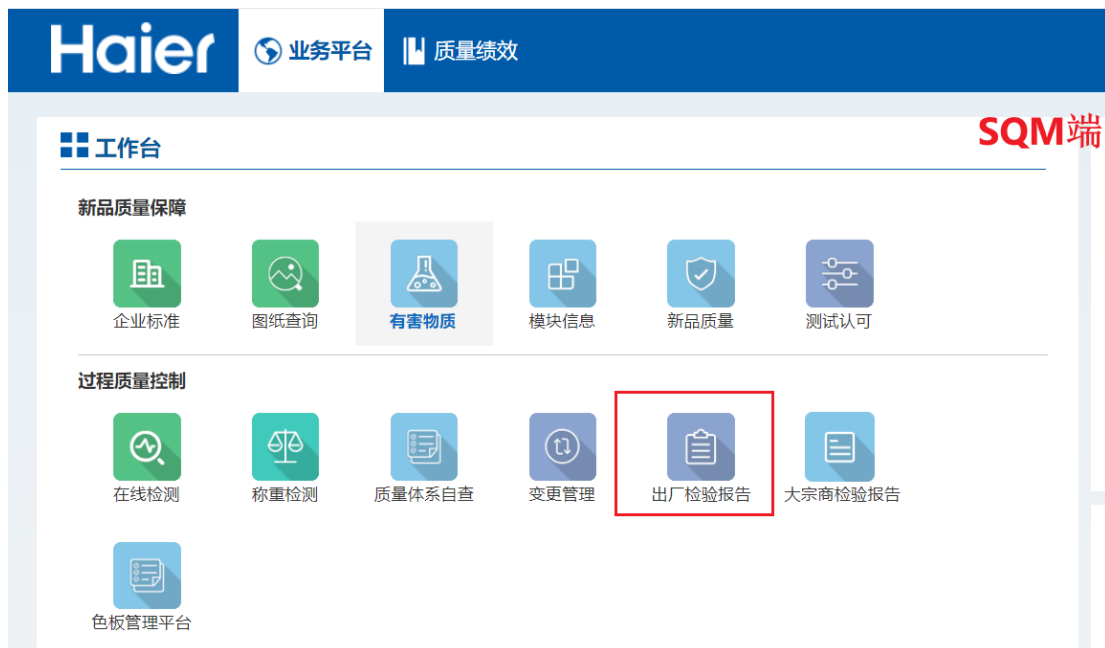 Haier 业务平台 质量绩效
SQM端
工作台
新品质量保障
企业标准 图纸查询 有害物质 模块信息 新品质量 测试认可
过程质量控制
在线检测 称重检测 质量体系自查 变更管理 出厂检验报告 大宗商检验报告
色板管理平台